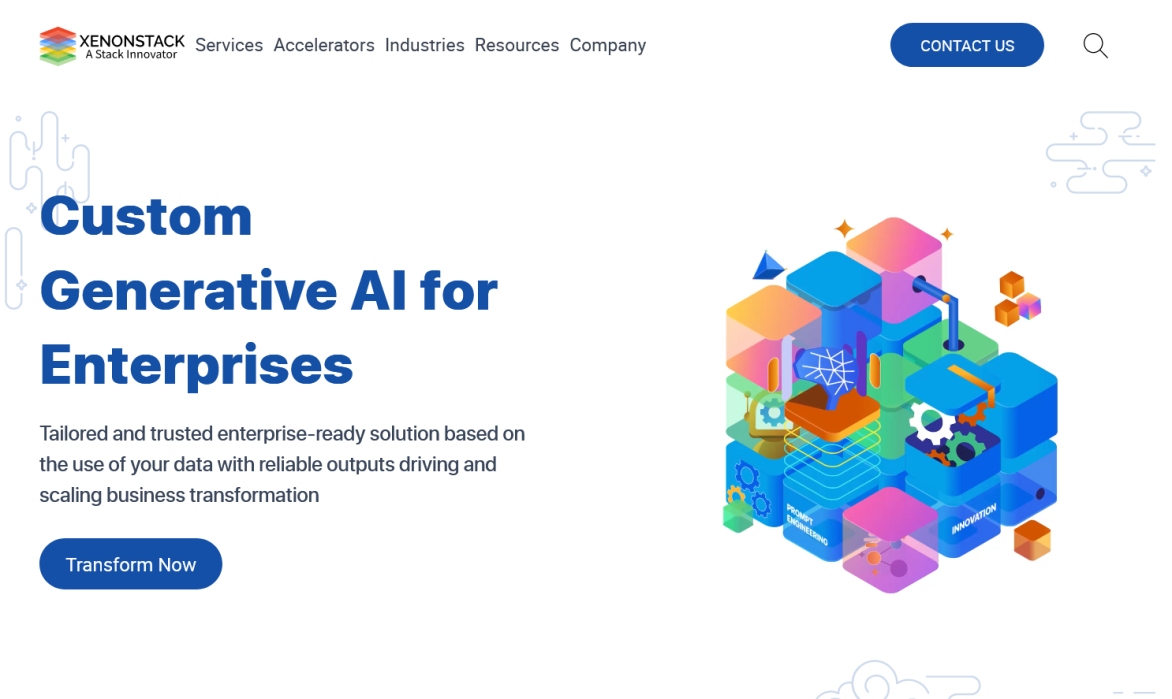 XENONSTACK
A Stack Innovator
Services Accelerators Industries Resources Company
CONTACT US
Custom
Generative AI for
Enterprises
Tailored and trusted enterprise-ready solution based on
the use of your data with reliable outputs driving and
scaling business transformation
Transform Now
PROMPT
ENGINEERING
INNOVATION